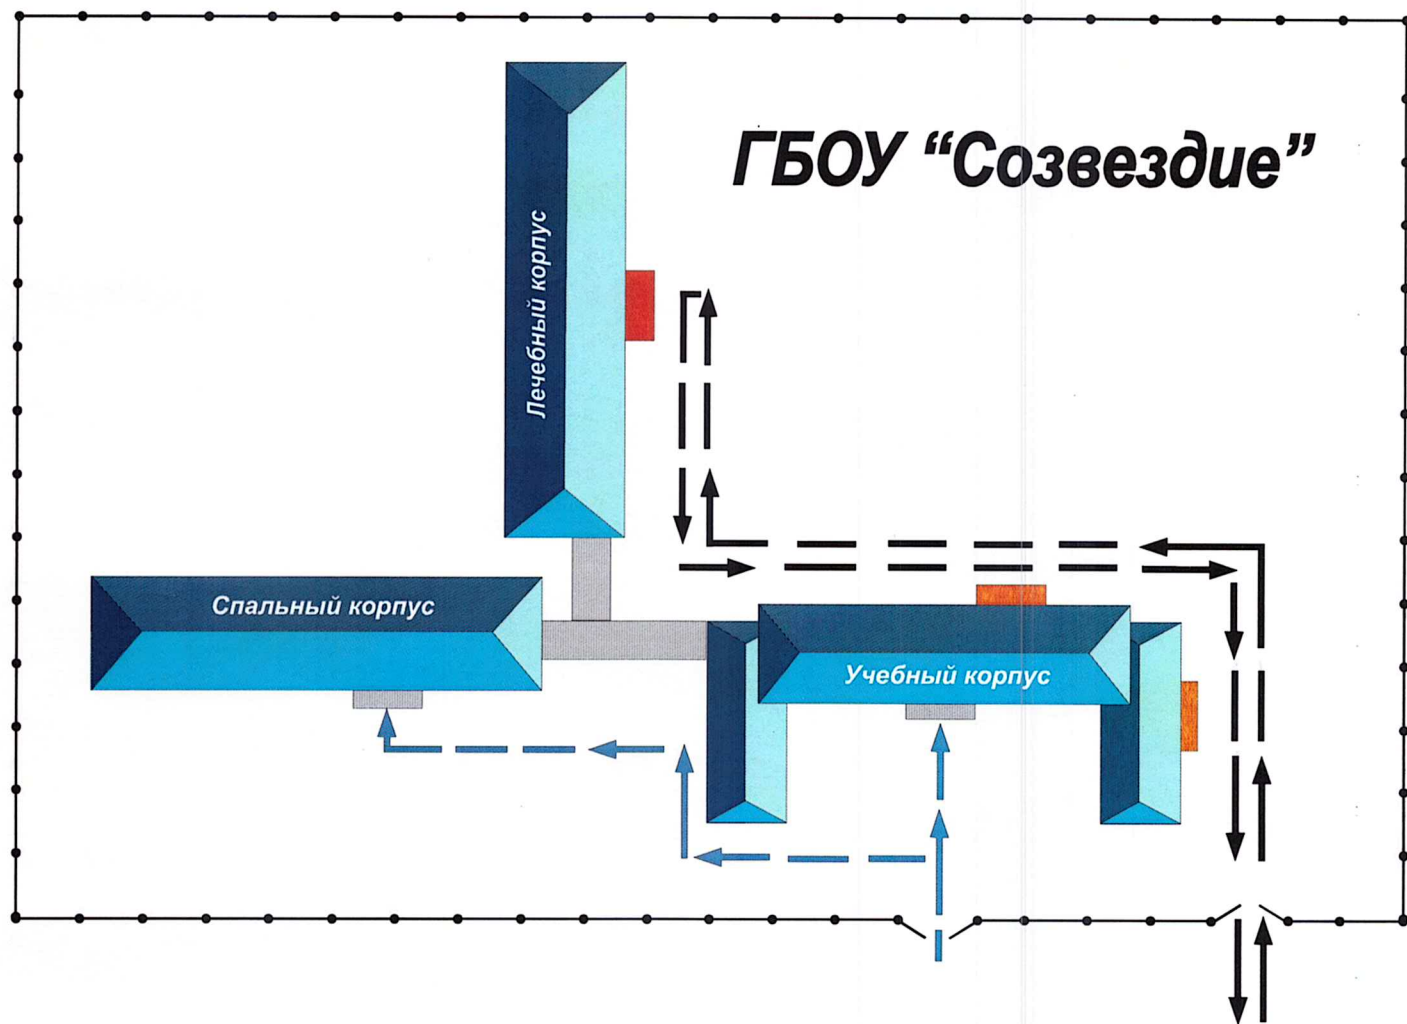 ГБОУ “Созвездие”
Лечебный корпус
Спальный корпус
Учебный корпус